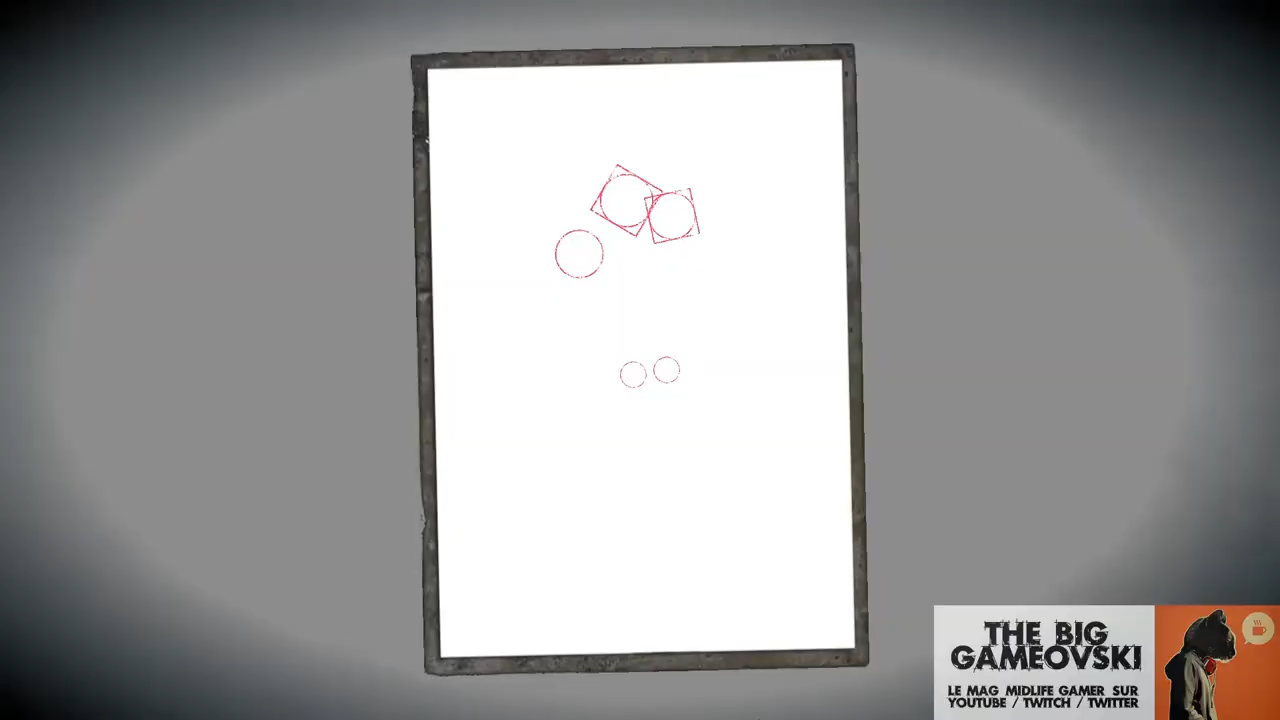 THE BIG
GAMEOVSKI
LE MAG MIDLIFE GAMER SUR
YOUTUBE / TWITCH / TWITTER